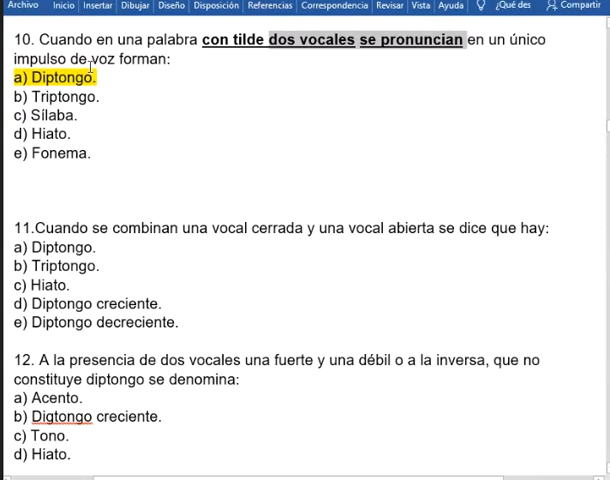 Archivo Inicio Insertar Dibujar Diseño Disposición Referencias Correspondencia Revisar Vista Ayuda ¿Qué des Compartir
10. Cuando en una palabra con tilde dos vocales se pronuncian en un único
impulso de voz forman:
a) Diptongo.
b) Triptongo.
c) Sílaba.
d) Hiato.
e) Fonema.
11.Cuando se combinan una vocal cerrada y una vocal abierta se dice que hay:
a) Diptongo.
b) Triptongo.
c) Hiato.
d) Diptongo creciente.
e) Diptongo decreciente.
12. A la presencia de dos vocales una fuerte y una débil o a la inversa, que no
constituye diptongo se denomina:
a) Acento.
b) Digtongo creciente.
c) Tono.
d) Hiato.